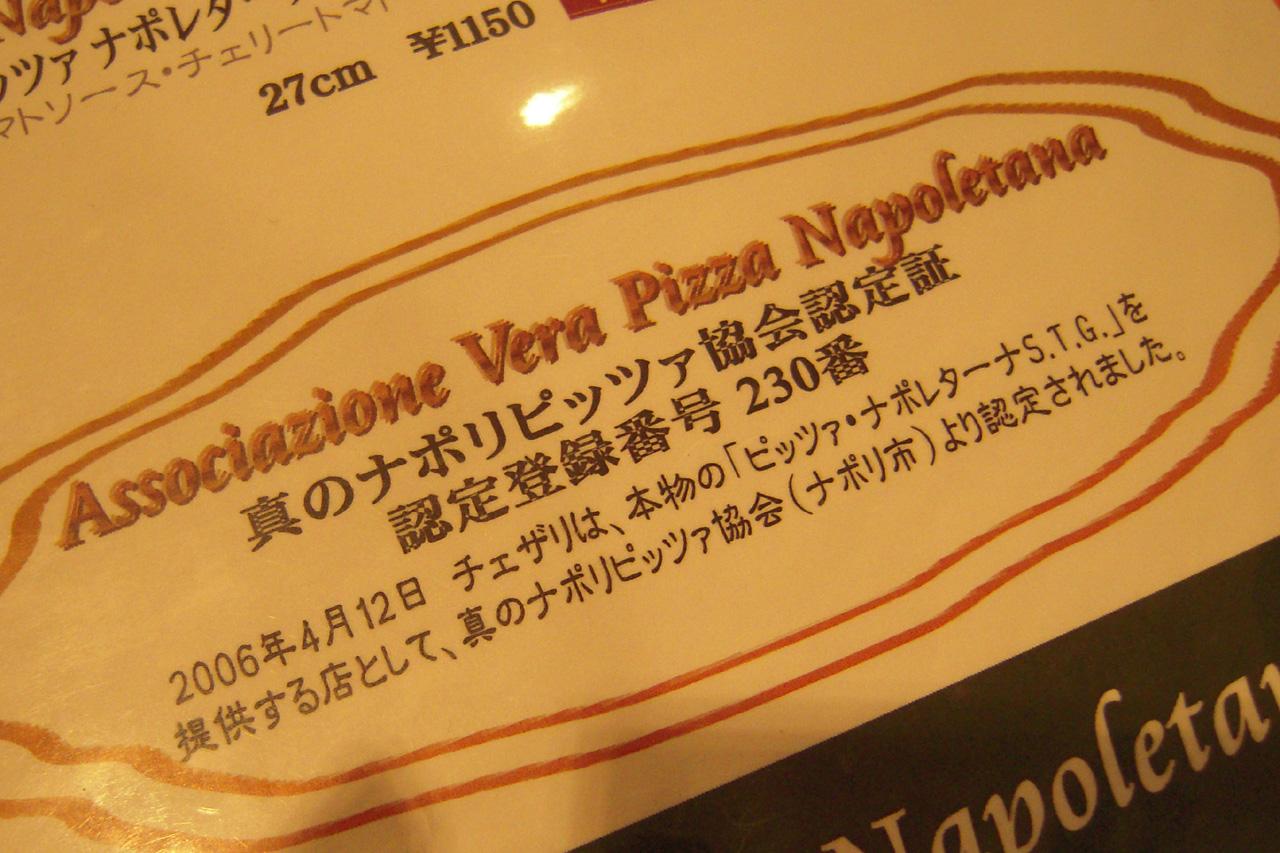 ッツァ ナポレタ
マトソース・チェリートマト
27cm ¥1150
Associazione Vera Pizza Napoletana
真のナポリピッツァ協会認定証
認定登録番号 230番
2006年4月12日 チェザリは、本物の「ピッツァ・ナポレターナS.T.G.」を
提供する店として、真のナポリピッツァ協会(ナポリ市)より認定されました。
Napoleta